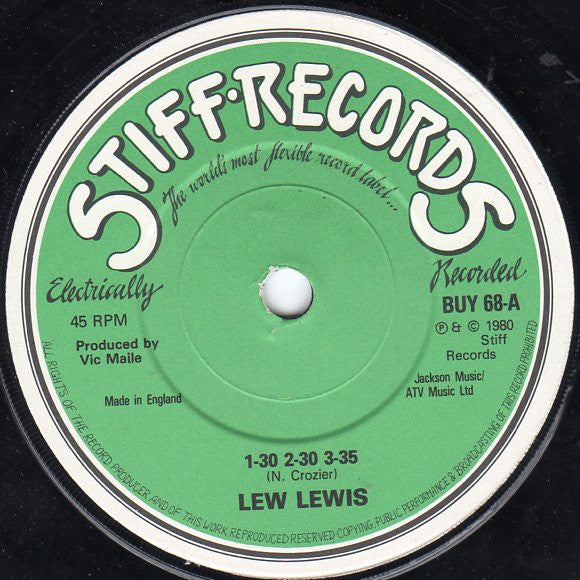 STIFF·RECORDS
The world's most flexible record label...
Electrically
Recorded
45 RPM
Produced by
Vic Maile
Made in England
BUY 68-A
℗ & © 1980
Stiff
Records
Jackson Music/
ATV Music Ltd
1-30 2-30 3-35
(N. Crozier)
LEW LEWIS
ALL RIGHTS OF THE RECORD PRODUCER AND OF THIS WORK REPRODUCED RESERVED·COPYING, PUBLIC PERFORMANCE & BROADCASTING OF THIS RECORD PROHIBITED